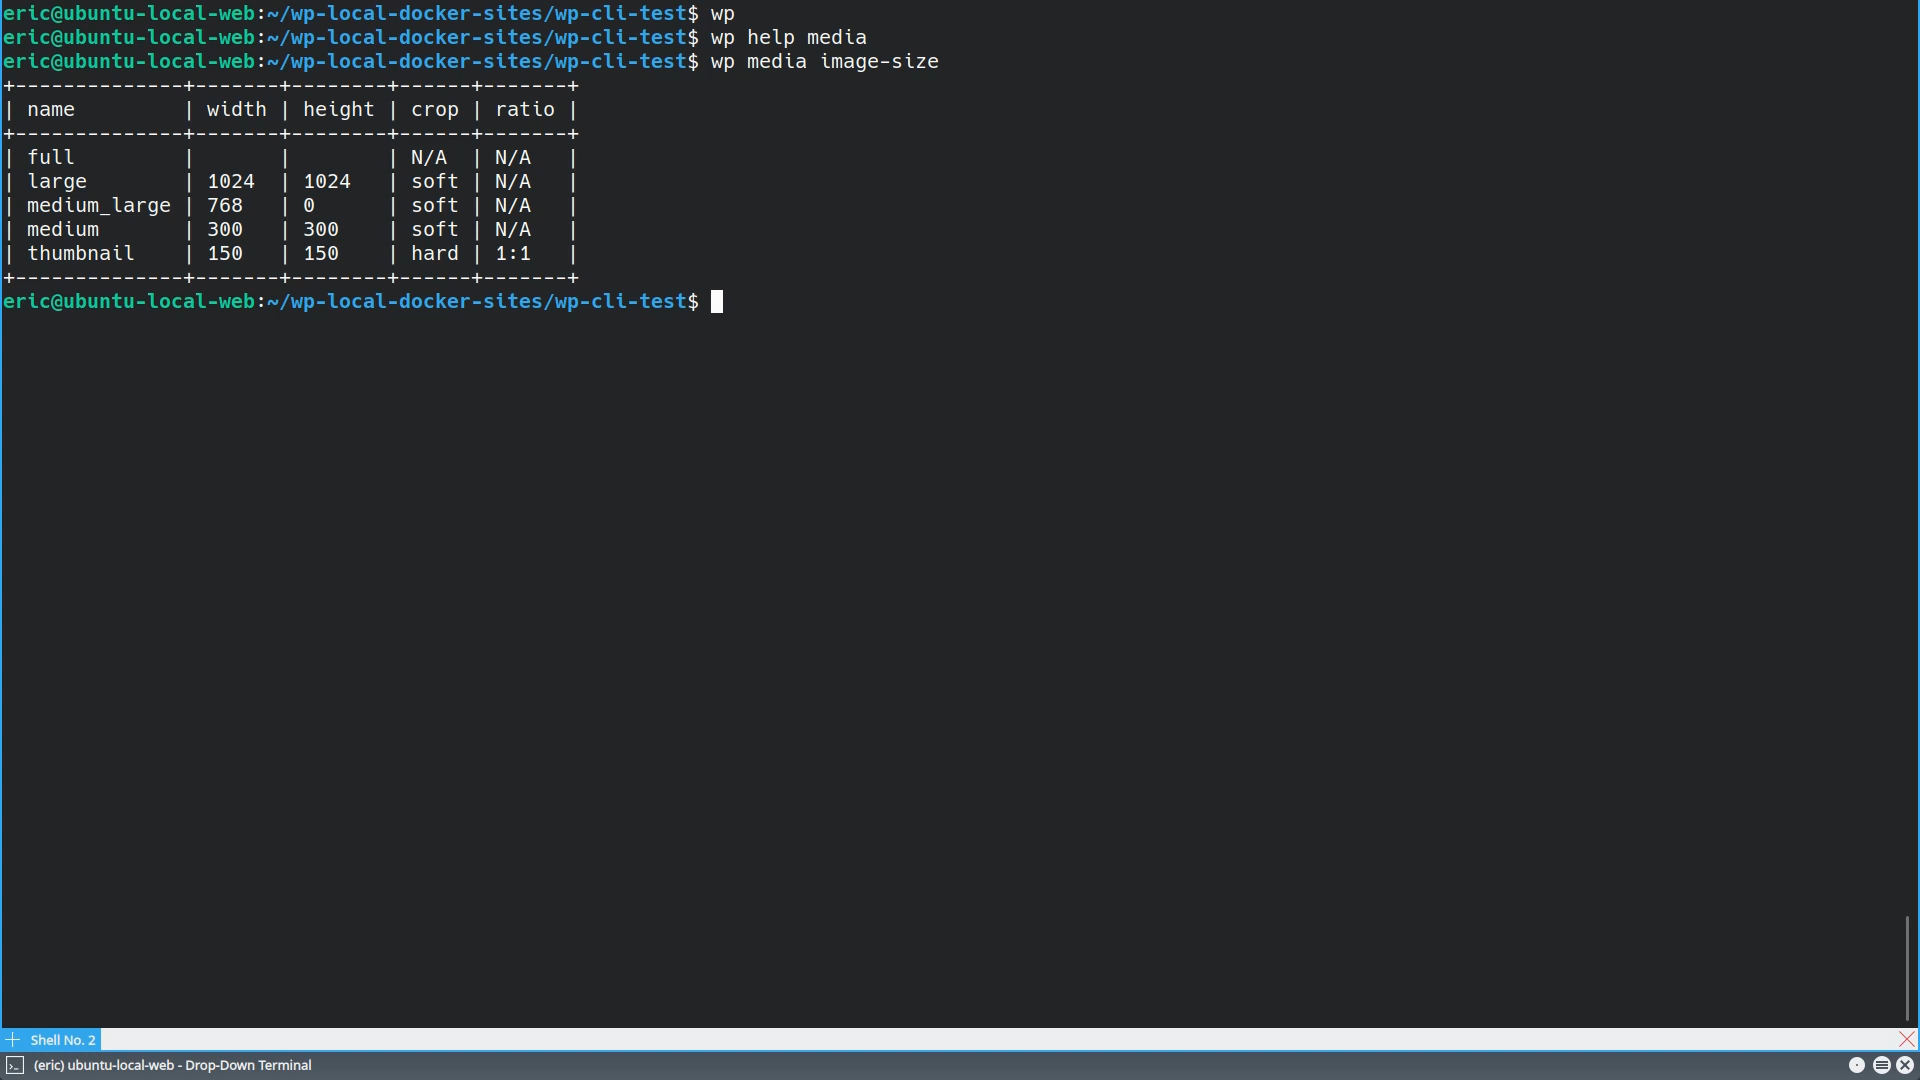 eric@ubuntu-local-web:~/wp-local-docker-sites/wp-cli-test$ wp
eric@ubuntu-local-web:~/wp-local-docker-sites/wp-cli-test$ wp help media
eric@ubuntu-local-web:~/wp-local-docker-sites/wp-cli-test$ wp media image-size
+--------------+-------+--------+------+-------+
| name         | width | height | crop | ratio |
+--------------+-------+--------+------+-------+
| full         |       |        | N/A  | N/A   |
| large        | 1024  | 1024   | soft | N/A   |
| medium_large | 768   | 0      | soft | N/A   |
| medium       | 300   | 300    | soft | N/A   |
| thumbnail    | 150   | 150    | hard | 1:1   |
+--------------+-------+--------+------+-------+
eric@ubuntu-local-web:~/wp-local-docker-sites/wp-cli-test$
Shell No. 2
(eric) ubuntu-local-web - Drop-Down Terminal